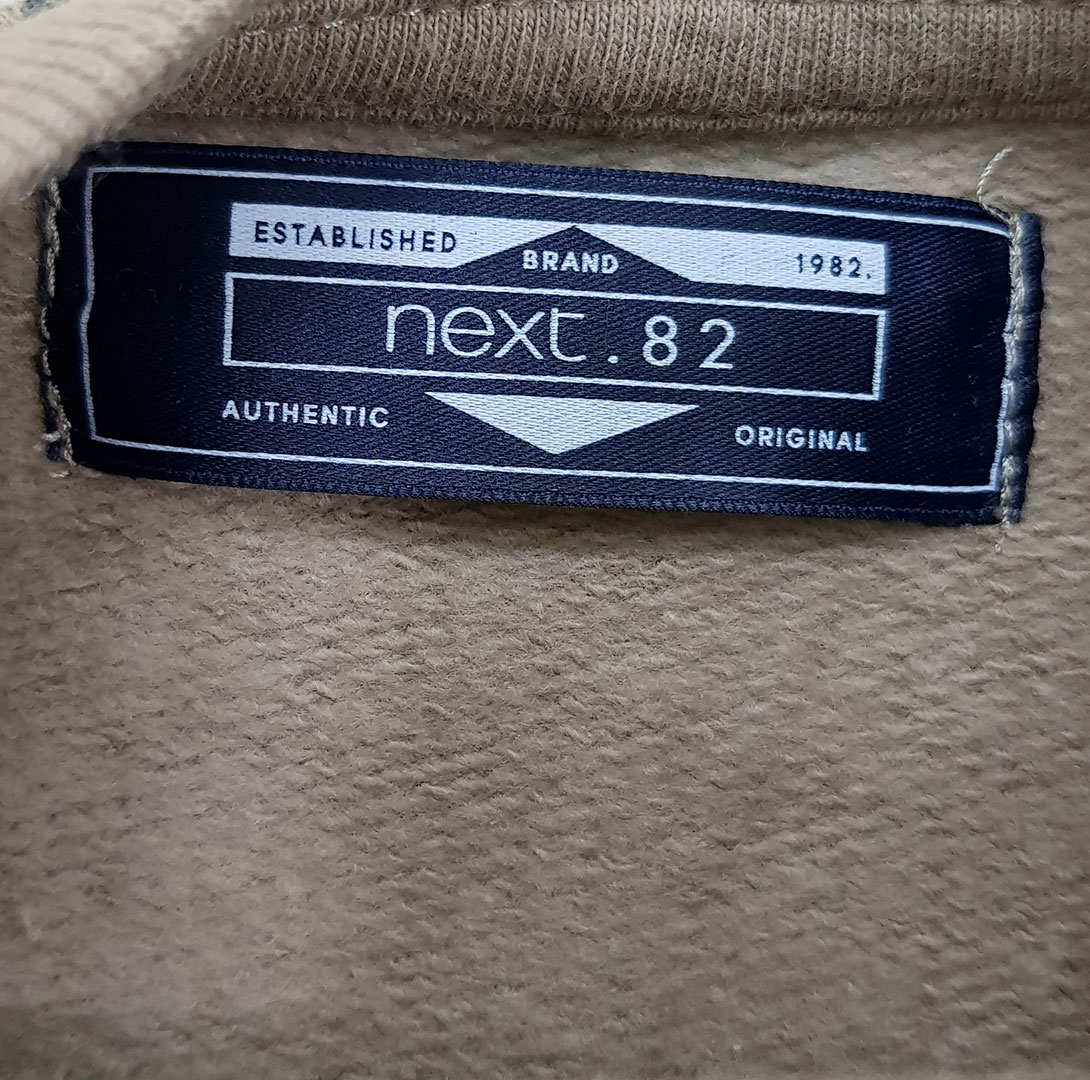 ESTABLISHED BRAND 1982.
next.82
AUTHENTIC ORIGINAL